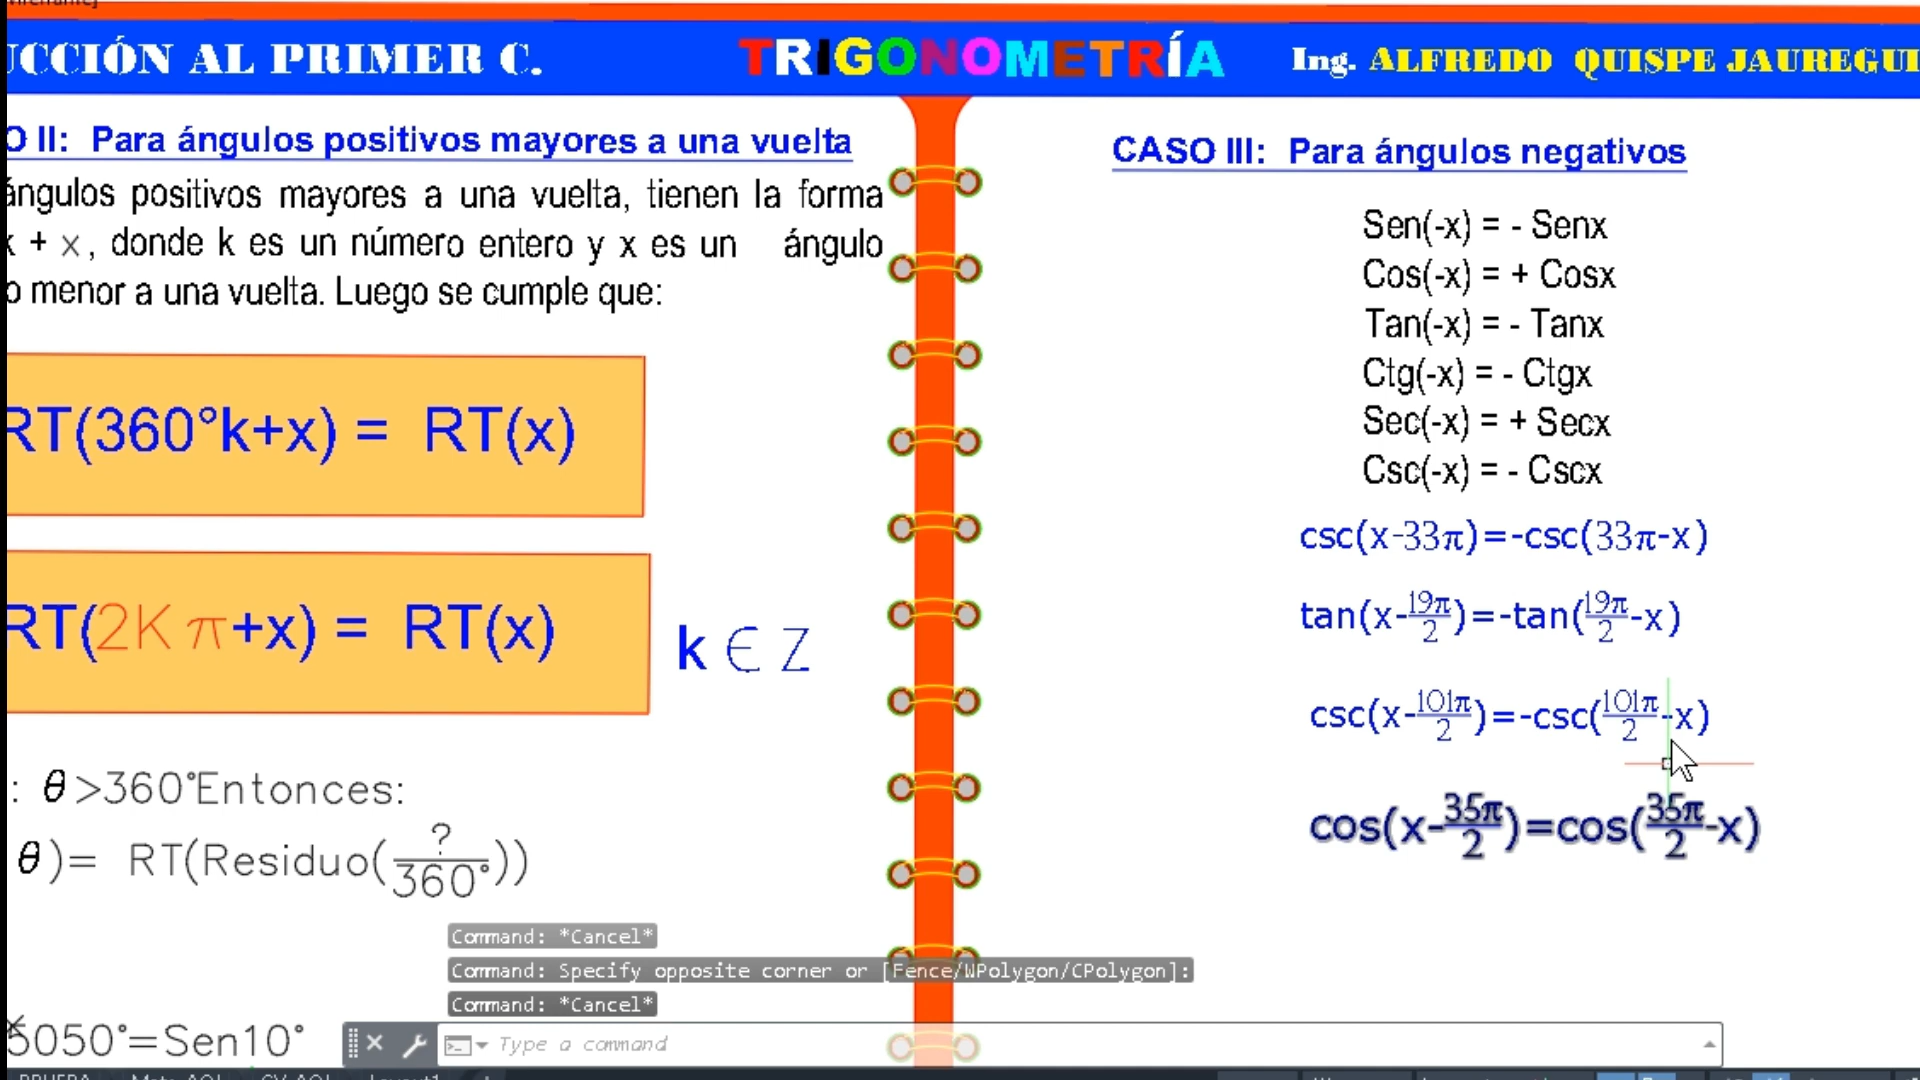 UCCIÓN AL PRIMER C.
TRIGONOMETRÍA
Ing. ALFREDO QUISPE JAUREGUI
O II: Para ángulos positivos mayores a una vuelta
ángulos positivos mayores a una vuelta, tienen la forma
k + x, donde k es un número entero y x es un ángulo
o menor a una vuelta. Luego se cumple que:
RT(360°k+x) = RT(x)
RT(2K π+x) = RT(x)
k ∈ Z
: θ>360°Entonces:
θ)= RT(Residuo(?/360°))
5050°=Sen10°
CASO III: Para ángulos negativos
Sen(-x) = - Senx
Cos(-x) = + Cosx
Tan(-x) = - Tanx
Ctg(-x) = - Ctgx
Sec(-x) = + Secx
Csc(-x) = - Cscx
csc(x-33π)=-csc(33π-x)
tan(x-19π/2)=-tan(19π/2-x)
csc(x-101π/2)=-csc(101π/2-x)
cos(x-35π/2)=cos(35π/2-x)
Command: *Cancel*
Command: Specify opposite corner or [Fence/WPolygon/CPolygon]:
Command: *Cancel*
Type a command